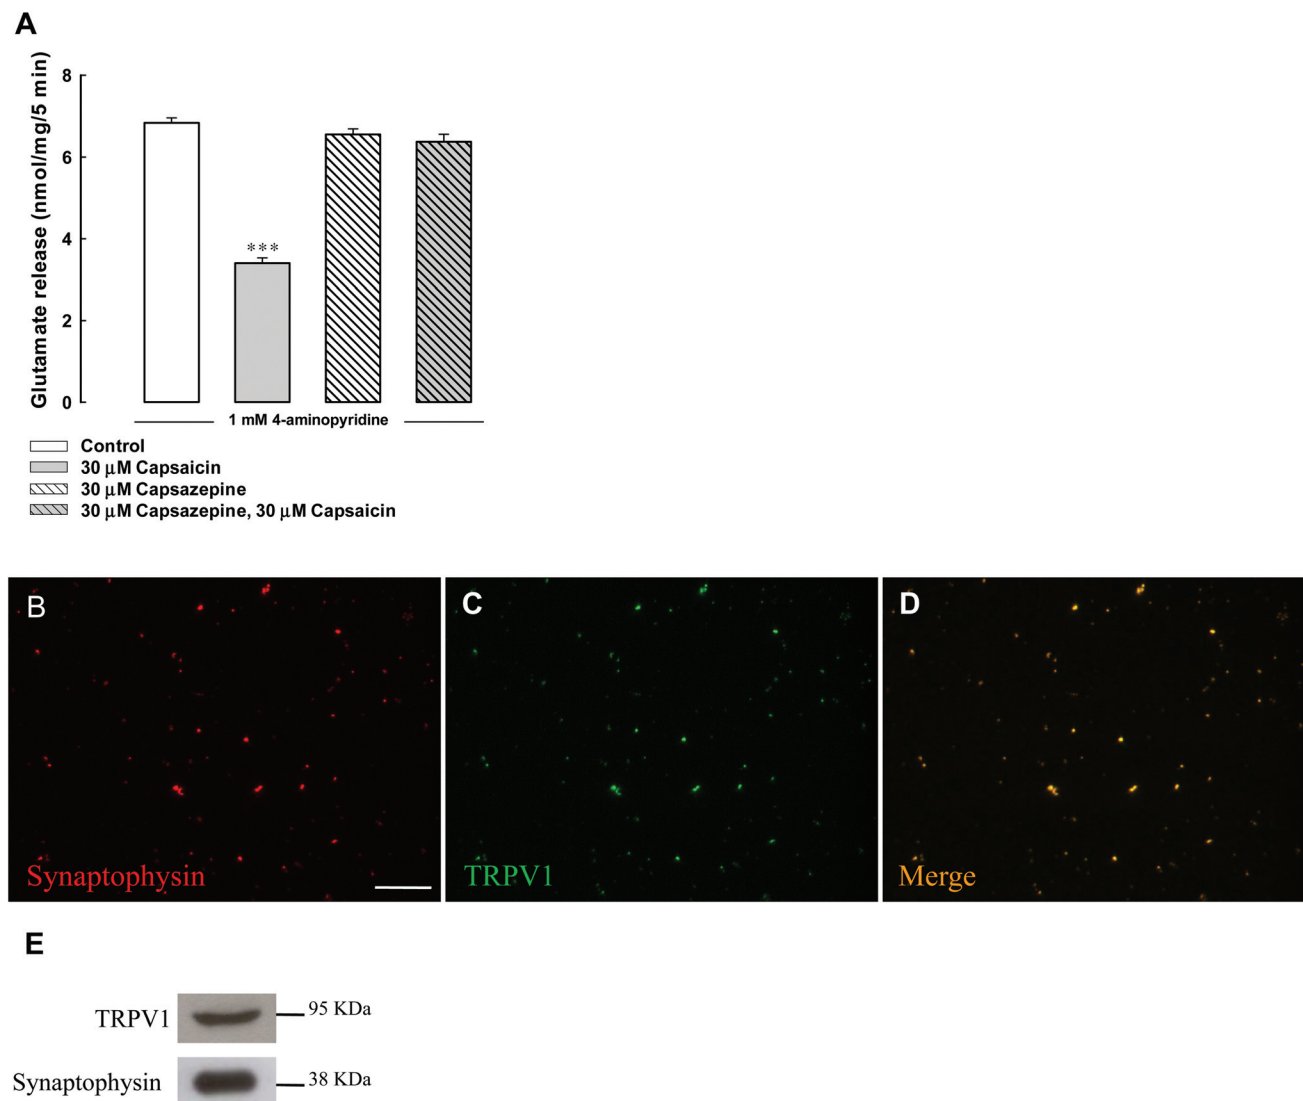 A
Glutamate release (nmol/mg/5 min)
8
6
4
2
0
***
1 mM 4-aminopyridine
Control
30 μM Capsaicin
30 μM Capsazepine
30 μM Capsazepine, 30 μM Capsaicin
B
C
D
Synaptophysin
TRPV1
Merge
E
TRPV1
95 KDa
Synaptophysin
38 KDa